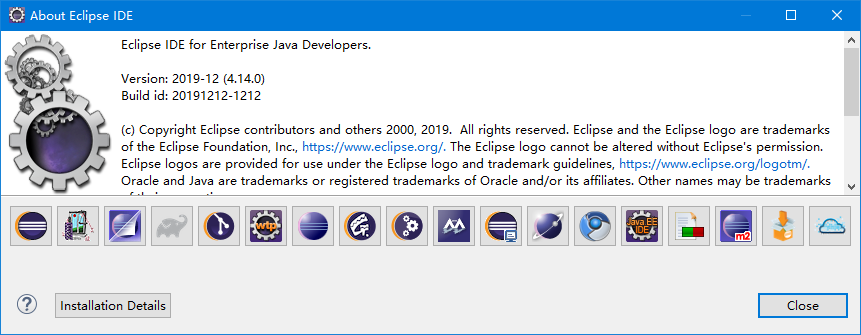 About Eclipse IDE
Eclipse IDE for Enterprise Java Developers.
Version: 2019-12 (4.14.0)
Build id: 20191212-1212
(c) Copyright Eclipse contributors and others 2000, 2019.  All rights reserved. Eclipse and the Eclipse logo are trademarks
of the Eclipse Foundation, Inc., https://www.eclipse.org/. The Eclipse logo cannot be altered without Eclipse's permission.
Eclipse logos are provided for use under the Eclipse logo and trademark guidelines, https://www.eclipse.org/logotm/.
Oracle and Java are trademarks or registered trademarks of Oracle and/or its affiliates. Other names may be trademarks
wtp
Java EE
IDE
m2
?
Installation Details
Close